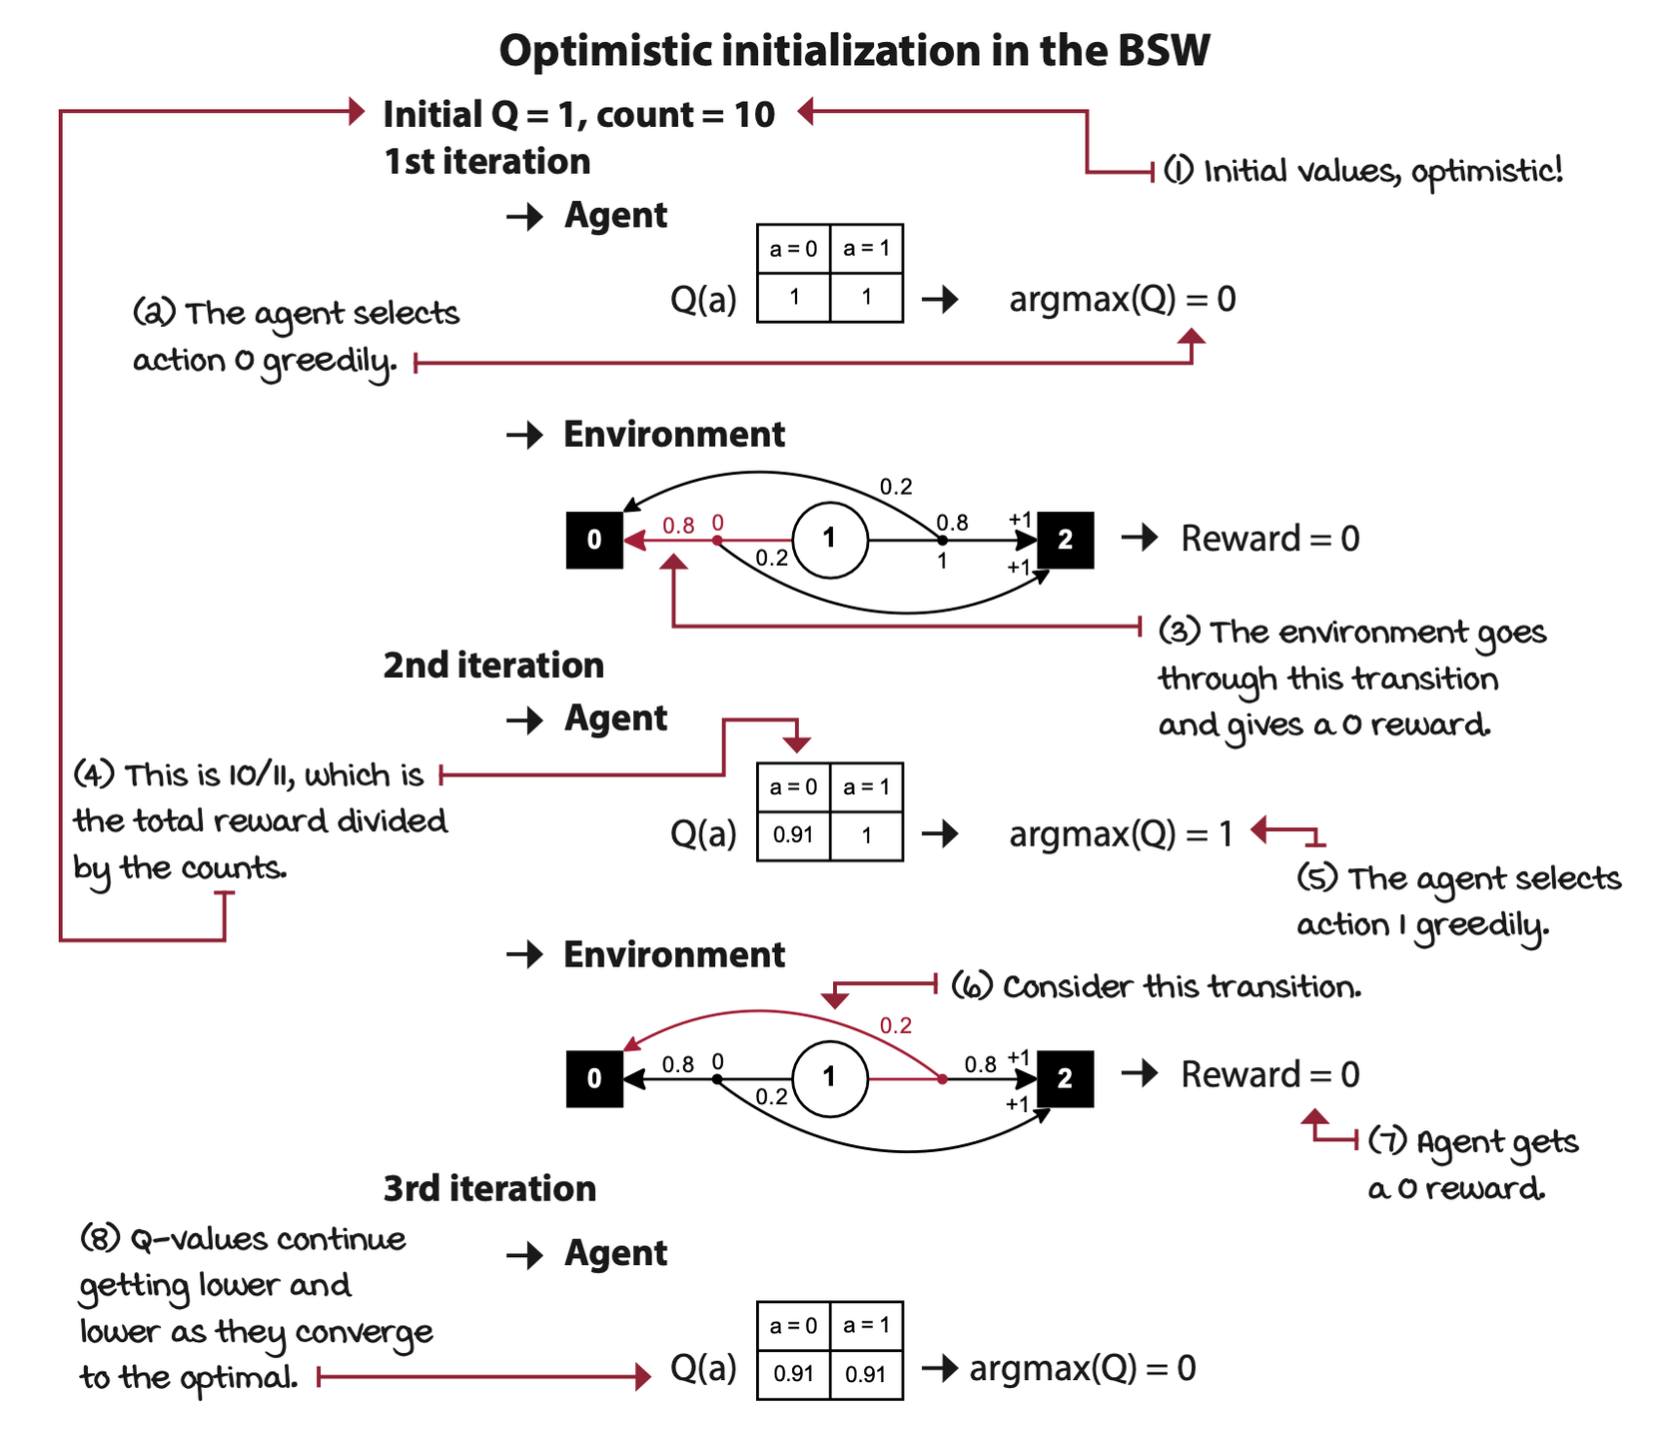 Optimistic initialization in the BSW
Initial Q = 1, count = 10
1st iteration
(1) Initial values, optimistic!
→ Agent
a = 0 a = 1
Q(a) 1 1 → argmax(Q) = 0
(2) The agent selects
action 0 greedily.
→ Environment
0.2
0 0.8 0 0.2 1 0.8 1 +1 +1 2 → Reward = 0
(3) The environment goes
through this transition
and gives a 0 reward.
2nd iteration
→ Agent
(4) This is 10/11, which is
the total reward divided
by the counts.
a = 0 a = 1
Q(a) 0.91 1 → argmax(Q) = 1
(5) The agent selects
action 1 greedily.
→ Environment
(6) Consider this transition.
0.2
0 0.8 0 0.2 1 0.8 +1 +1 2 → Reward = 0
(7) Agent gets
a 0 reward.
3rd iteration
(8) Q-values continue
getting lower and
lower as they converge
to the optimal.
→ Agent
a = 0 a = 1
Q(a) 0.91 0.91 → argmax(Q) = 0